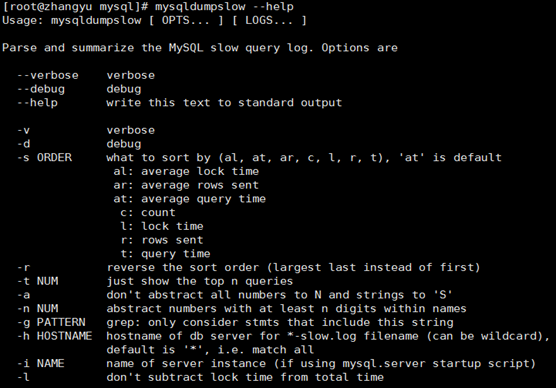 [root@zhangyu mysql]# mysqldumpslow --help
Usage: mysqldumpslow [ OPTS... ] [ LOGS... ]

Parse and summarize the MySQL slow query log. Options are

  --verbose    verbose
  --debug      debug
  --help       write this text to standard output

  -v           verbose
  -d           debug
  -s ORDER     what to sort by (al, at, ar, c, l, r, t), 'at' is default
                al: average lock time
                ar: average rows sent
                at: average query time
                 c: count
                 l: lock time
                 r: rows sent
                 t: query time
  -r           reverse the sort order (largest last instead of first)
  -t NUM       just show the top n queries
  -a           don't abstract all numbers to N and strings to 'S'
  -n NUM       abstract numbers with at least n digits within names
  -g PATTERN   grep: only consider stmts that include this string
  -h HOSTNAME  hostname of db server for *-slow.log filename (can be wildcard),
               default is '*', i.e. match all
  -i NAME      name of server instance (if using mysql.server startup script)
  -l           don't subtract lock time from total time